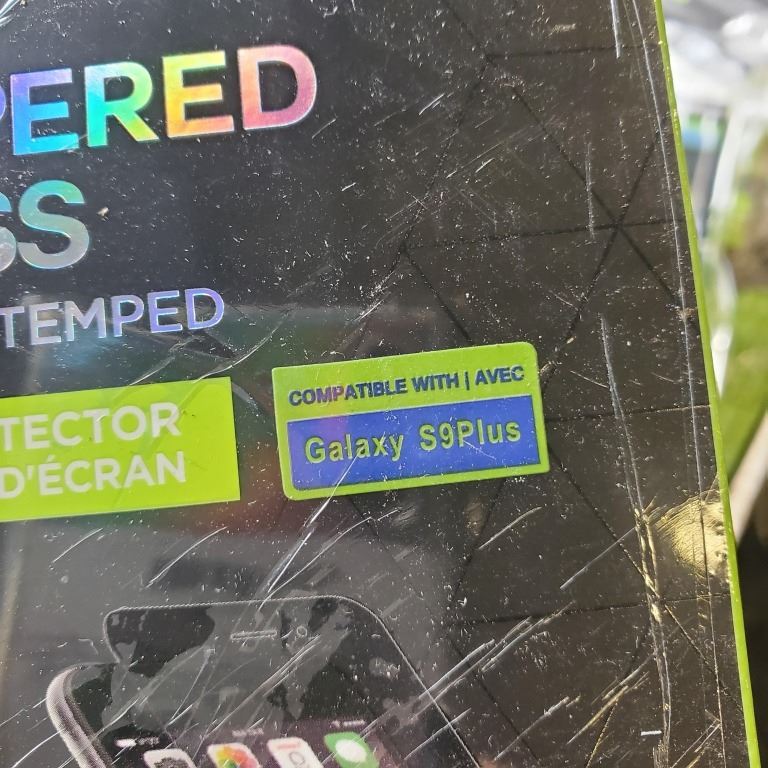 PERED
SS
TEMPED
TECTOR
D'ÉCRAN
COMPATIBLE WITH | AVEC
Galaxy S9Plus